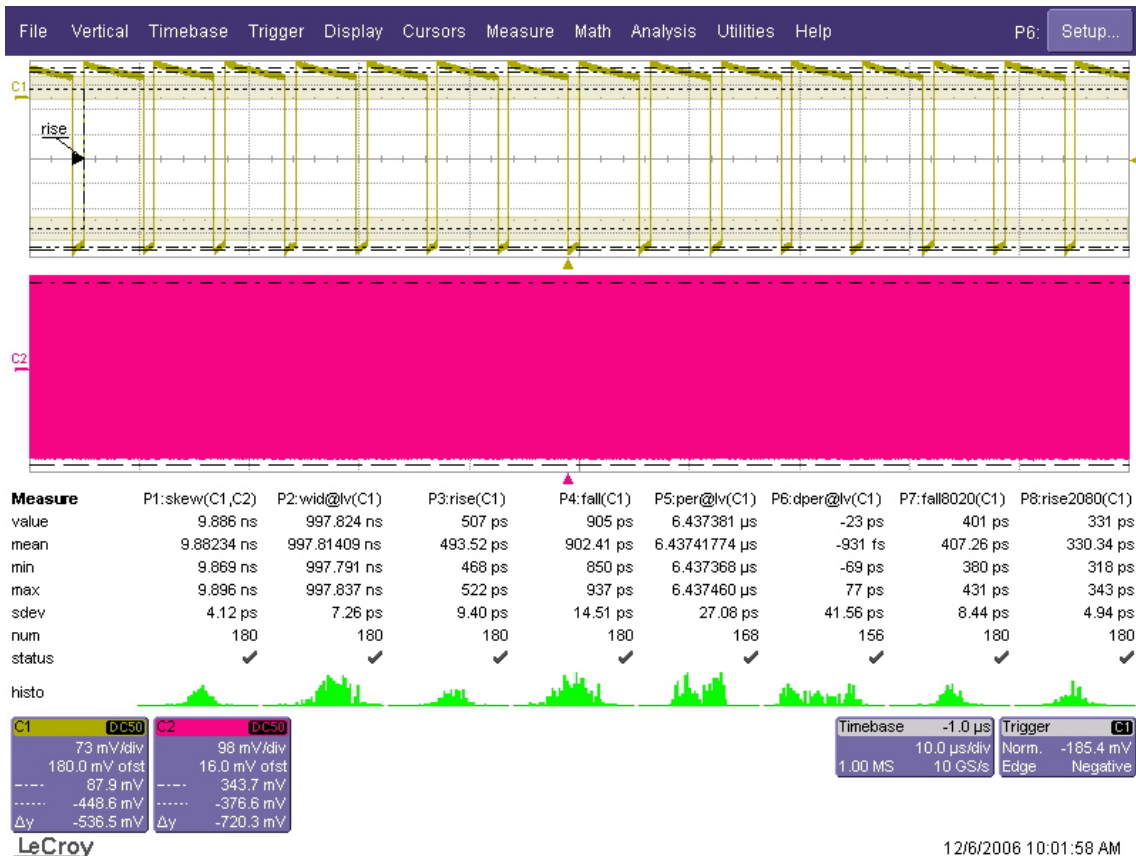 File Vertical Timebase Trigger Display Cursors Measure Math Analysis Utilities Help P6: Setup...
C1
rise
C2
Measure P1:skew(C1,C2) P2:wid@lv(C1) P3:rise(C1) P4:fall(C1) P5:per@lv(C1) P6:dper@lv(C1) P7:fall8020(C1) P8:rise2080(C1)
value 9.886 ns 997.824 ns 507 ps 905 ps 6.437381 µs -23 ps 401 ps 331 ps
mean 9.88234 ns 997.81409 ns 493.52 ps 902.41 ps 6.43741774 µs -931 fs 407.26 ps 330.34 ps
min 9.869 ns 997.791 ns 468 ps 850 ps 6.437368 µs -69 ps 380 ps 318 ps
max 9.896 ns 997.837 ns 522 ps 937 ps 6.437460 µs 77 ps 431 ps 343 ps
sdev 4.12 ps 7.26 ps 9.40 ps 14.51 ps 27.08 ps 41.56 ps 8.44 ps 4.94 ps
num 180 180 180 180 168 156 180 180
status
histo
C1 DC50 C2 DC50 Timebase -1.0 µs Trigger C1
73 mV/div 98 mV/div 10.0 µs/div Norm. -185.4 mV
180.0 mV ofst 16.0 mV ofst 1.00 MS 10 GS/s Edge Negative
87.9 mV 343.7 mV
-448.6 mV -376.6 mV
Δy -536.5 mV Δy -720.3 mV
LeCroy 12/6/2006 10:01:58 AM